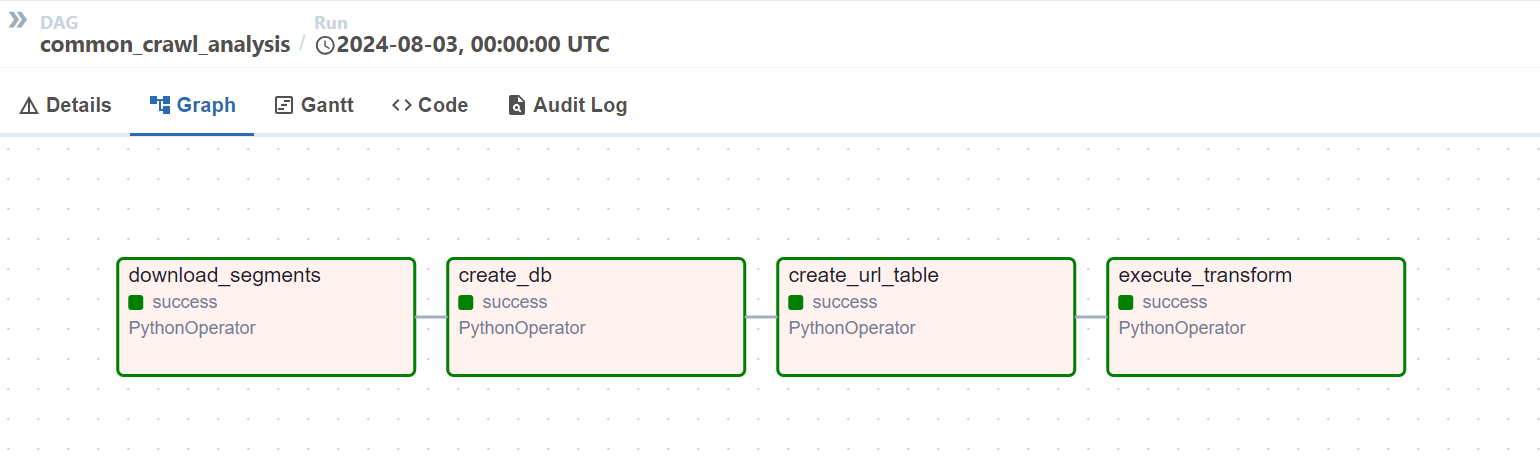 DAG Run
common_crawl_analysis / 2024-08-03, 00:00:00 UTC
Details Graph Gantt Code Audit Log
download_segments
success
PythonOperator
create_db
success
PythonOperator
create_url_table
success
PythonOperator
execute_transform
success
PythonOperator